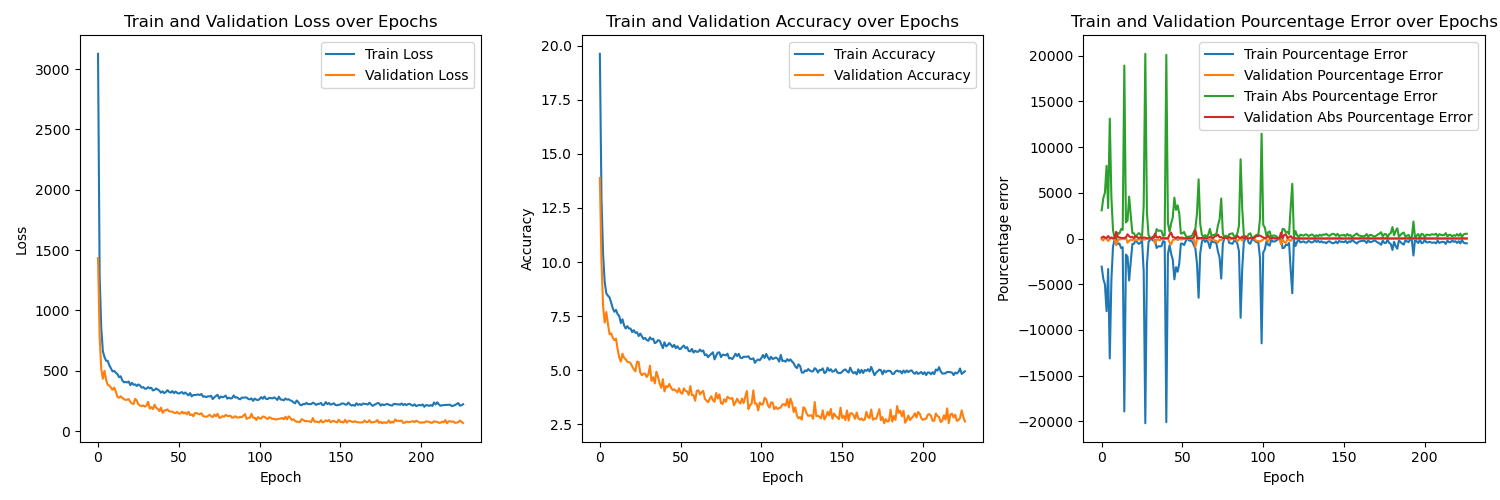 Train and Validation Loss over Epochs
Train Loss
Validation Loss
3000
2500
2000
1500
1000
500
0
Loss
0 50 100 150 200
Epoch
Train and Validation Accuracy over Epochs
Train Accuracy
Validation Accuracy
20.0
17.5
15.0
12.5
10.0
7.5
5.0
2.5
Accuracy
0 50 100 150 200
Epoch
Train and Validation Pourcentage Error over Epochs
Train Pourcentage Error
Validation Pourcentage Error
Train Abs Pourcentage Error
Validation Abs Pourcentage Error
20000
15000
10000
5000
0
−5000
−10000
−15000
−20000
Pourcentage error
0 50 100 150 200
Epoch